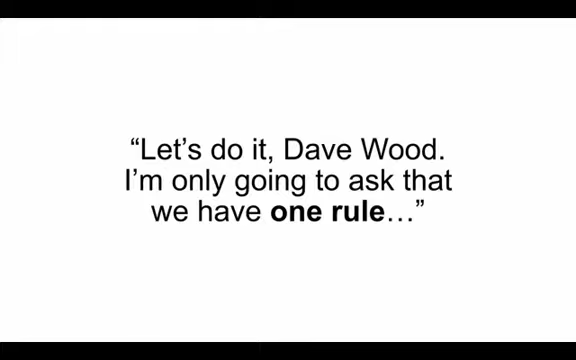 “Let’s do it, Dave Wood.
I’m only going to ask that
we have one rule…”